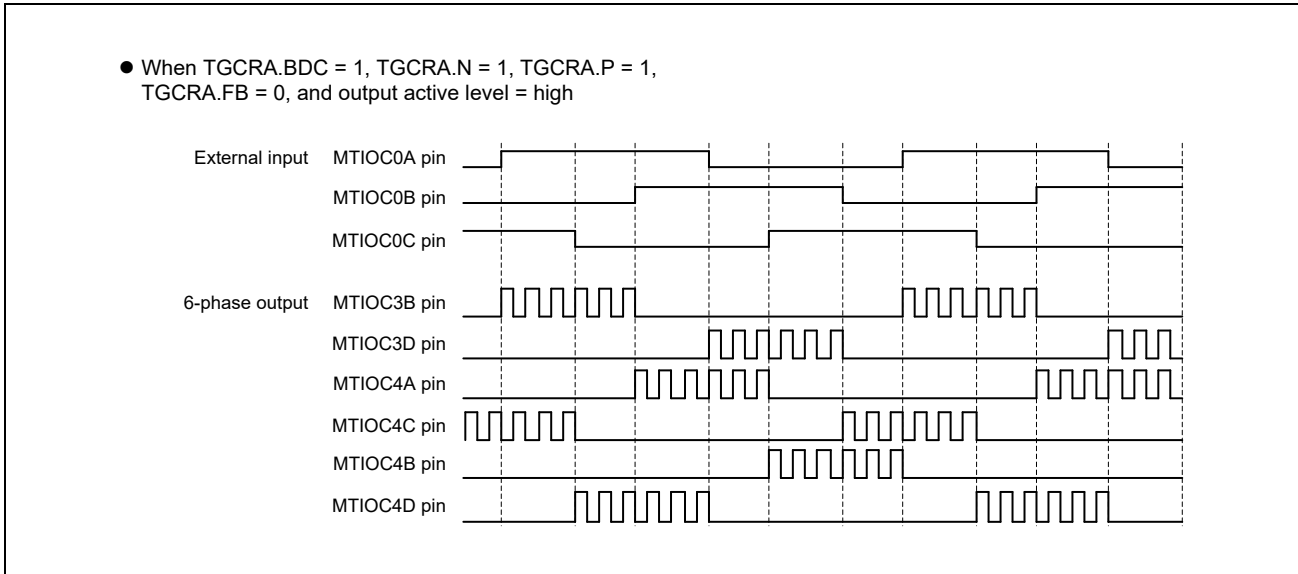 ● When TGCRA.BDC = 1, TGCRA.N = 1, TGCRA.P = 1,
TGCRA.FB = 0, and output active level = high
External input MTIOC0A pin
MTIOC0B pin
MTIOC0C pin
6-phase output MTIOC3B pin
MTIOC3D pin
MTIOC4A pin
MTIOC4C pin
MTIOC4B pin
MTIOC4D pin